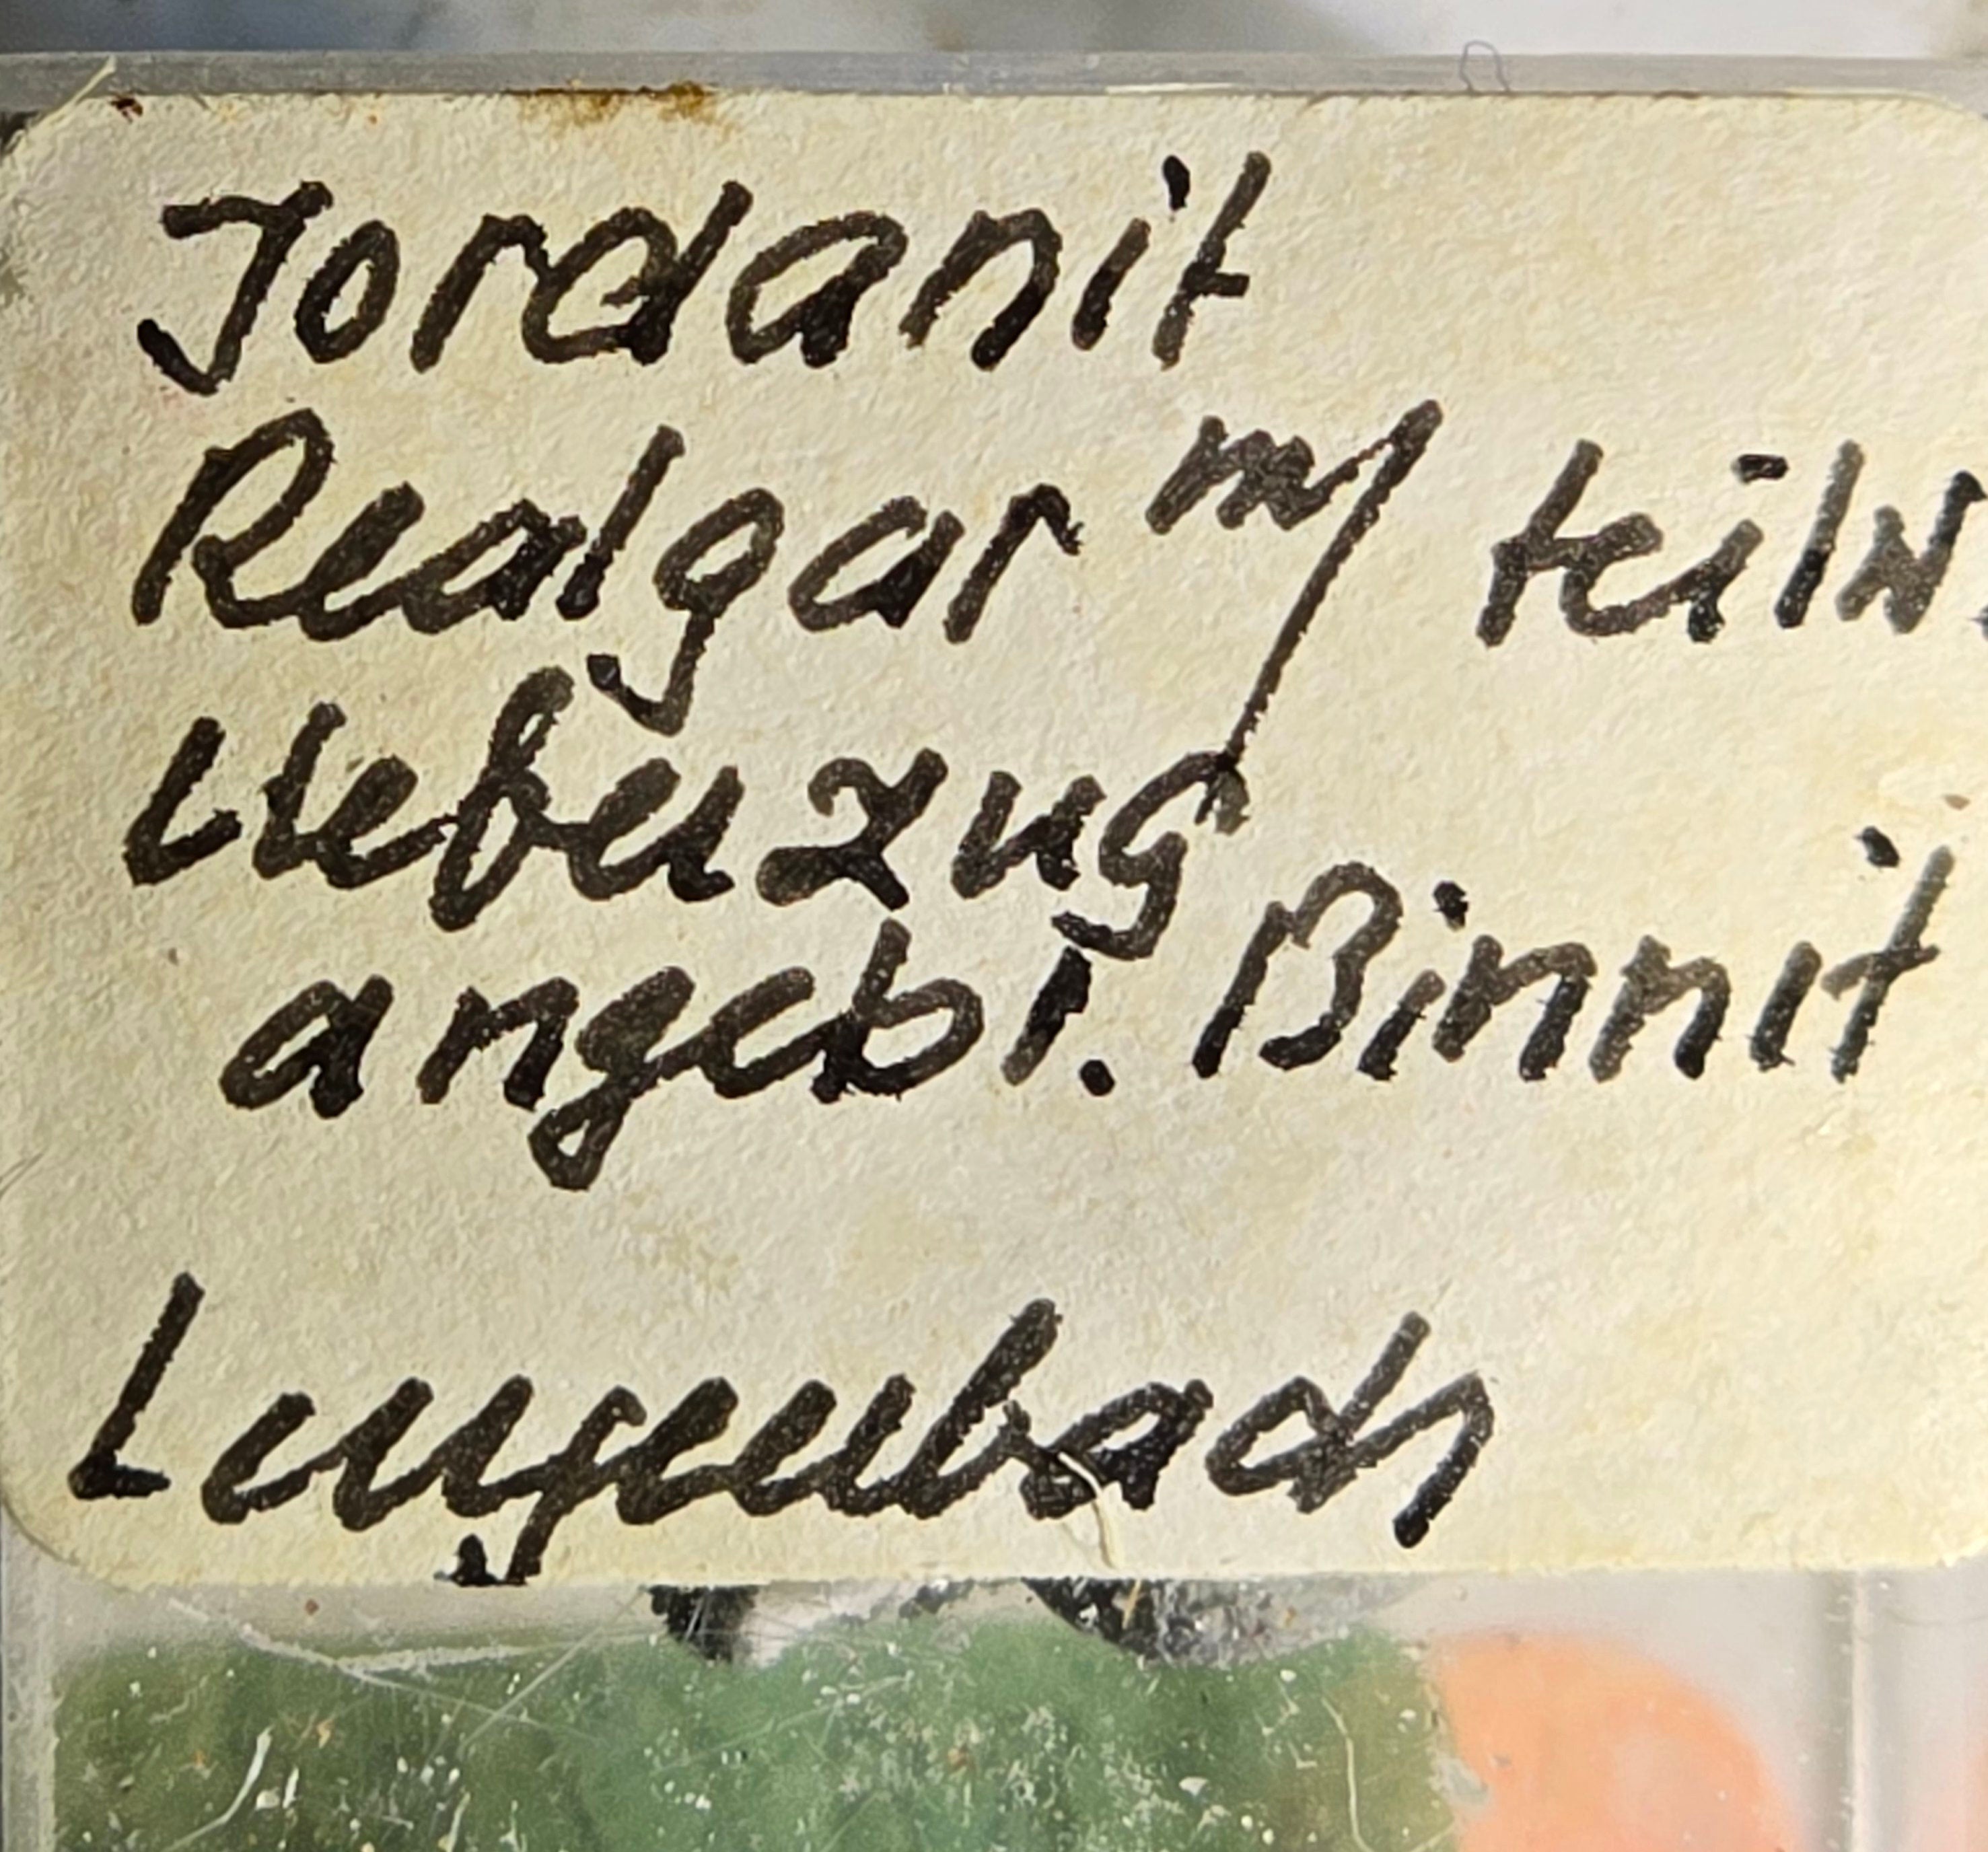 Jordanit
Realgar m/ teilw.
Ueberzug
angebl. Binnit
Lengenbach